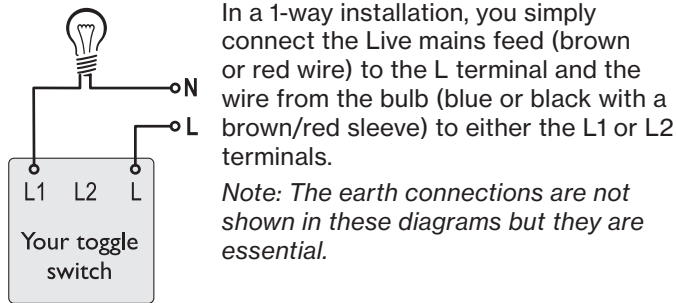 In a 1-way installation, you simply
connect the Live mains feed (brown
or red wire) to the L terminal and the
wire from the bulb (blue or black with a
brown/red sleeve) to either the L1 or L2
terminals.
Note: The earth connections are not
shown in these diagrams but they are
essential.
N
L
L1 L2 L
Your toggle
switch